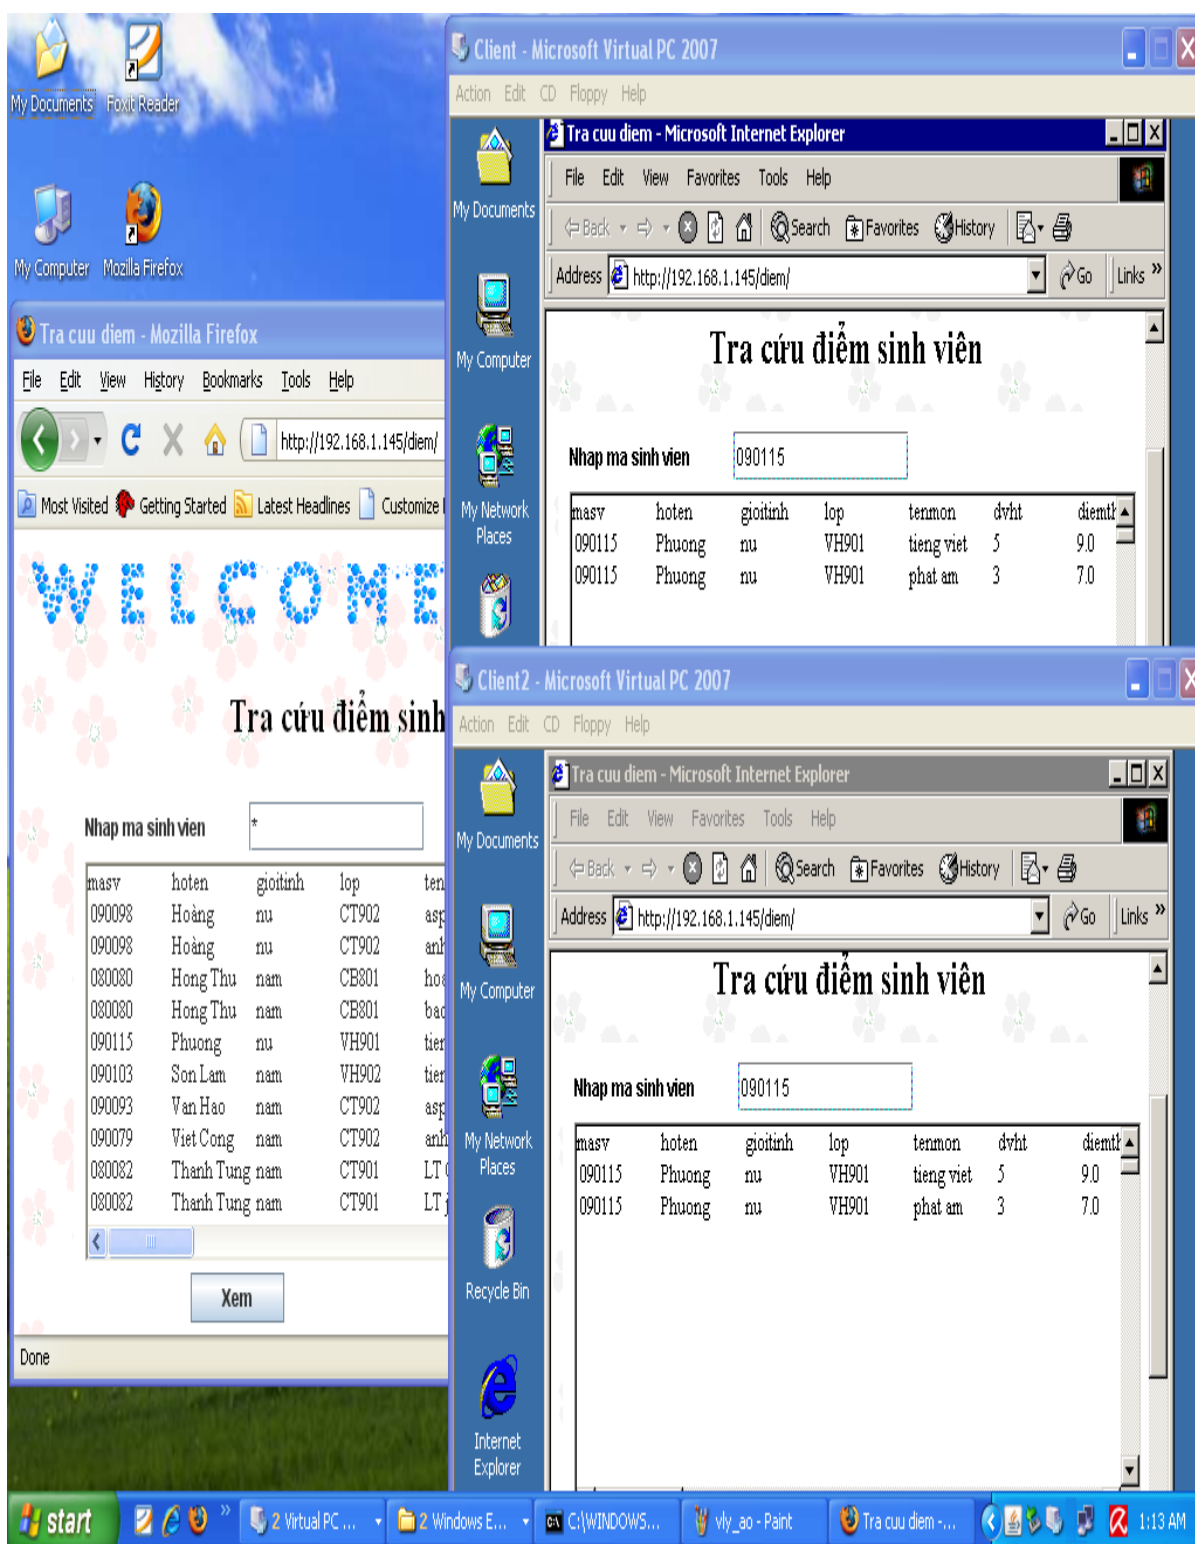 My Documents Foxit Reader
My Computer Mozilla Firefox
Tra cuu diem - Mozilla Firefox
File Edit View History Bookmarks Tools Help
http://192.168.1.145/diem/
Most Visited Getting Started Latest Headlines Customize
WELCOME
Tra cứu điểm sinh
Nhap ma sinh vien *
masv hoten gioitinh lop ten
090098 Hoàng nu CT902 asp
090098 Hoàng nu CT902 anh
080080 Hong Thu nam CB801 hoa
080080 Hong Thu nam CB801 bao
090115 Phuong nu VH901 tien
090103 Son Lam nam VH902 tien
090093 Van Hao nam CT902 asp
090079 Viet Cong nam CT902 anh
080082 Thanh Tung nam CT901 LT
080082 Thanh Tung nam CT901 LT j
Xem
Done
Client - Microsoft Virtual PC 2007
Action Edit CD Floppy Help
My Documents
My Computer
My Network Places
Tra cuu diem - Microsoft Internet Explorer
File Edit View Favorites Tools Help
Back Search Favorites History
Address http://192.168.1.145/diem/ Go Links »
Tra cứu điểm sinh viên
Nhap ma sinh vien 090115
masv hoten gioitinh lop tenmon dvht diemth
090115 Phuong nu VH901 tieng viet 5 9.0
090115 Phuong nu VH901 phat am 3 7.0
Client2 - Microsoft Virtual PC 2007
Action Edit CD Floppy Help
My Documents
My Computer
My Network Places
Recycle Bin
Internet Explorer
Tra cuu diem - Microsoft Internet Explorer
File Edit View Favorites Tools Help
Back Search Favorites History
Address http://192.168.1.145/diem/ Go Links »
Tra cứu điểm sinh viên
Nhap ma sinh vien 090115
masv hoten gioitinh lop tenmon dvht diemth
090115 Phuong nu VH901 tieng viet 5 9.0
090115 Phuong nu VH901 phat am 3 7.0
start » 2 Virtual PC ... 2 Windows E... C:\WINDOWS... vly_ao - Paint Tra cuu diem -... 1:13 AM